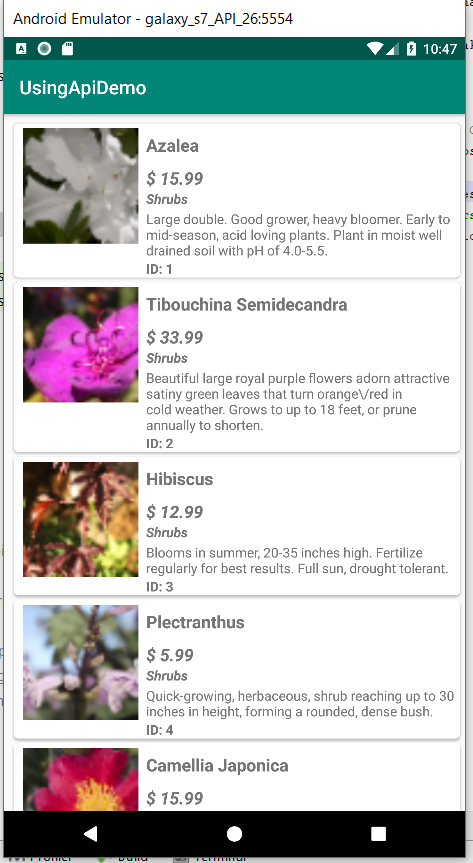 Android Emulator - galaxy_s7_API_26:5554
A
10:47
UsingApiDemo
Azalea
$ 15.99
Shrubs
Large double. Good grower, heavy bloomer. Early to
mid-season, acid loving plants. Plant in moist well
drained soil with pH of 4.0-5.5.
ID: 1
Tibouchina Semidecandra
$ 33.99
Shrubs
Beautiful large royal purple flowers adorn attractive
satiny green leaves that turn orange\/red in
cold weather. Grows to up to 18 feet, or prune
annually to shorten.
ID: 2
Hibiscus
$ 12.99
Shrubs
Blooms in summer, 20-35 inches high. Fertilize
regularly for best results. Full sun, drought tolerant.
ID: 3
Plectranthus
$ 5.99
Shrubs
Quick-growing, herbaceous, shrub reaching up to 30
inches in height, forming a rounded, dense bush.
ID: 4
Camellia Japonica
$ 15.99